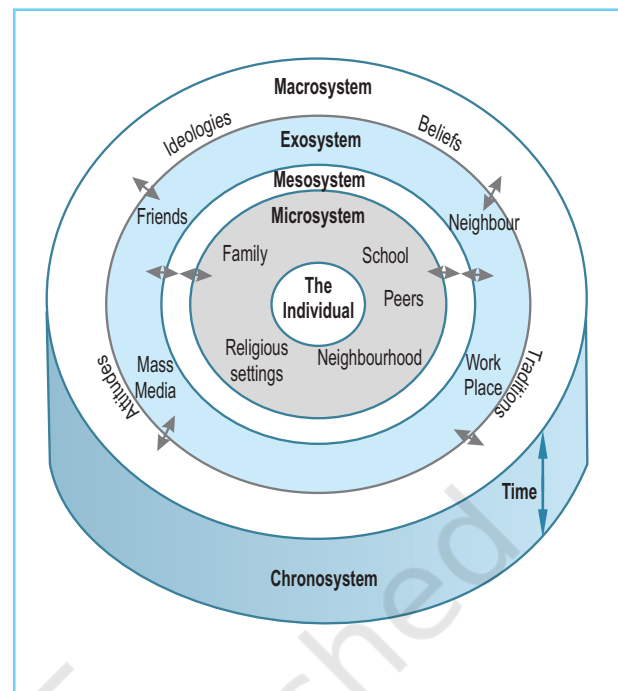 Macrosystem
Ideologies
Beliefs
Exosystem
Mesosystem
Friends
Microsystem
Neighbour
Family
School
The
Individual
Peers
Religious
settings
Neighbourhood
Mass
Media
Work
Place
Attitudes
Traditions
Time
Chronosystem